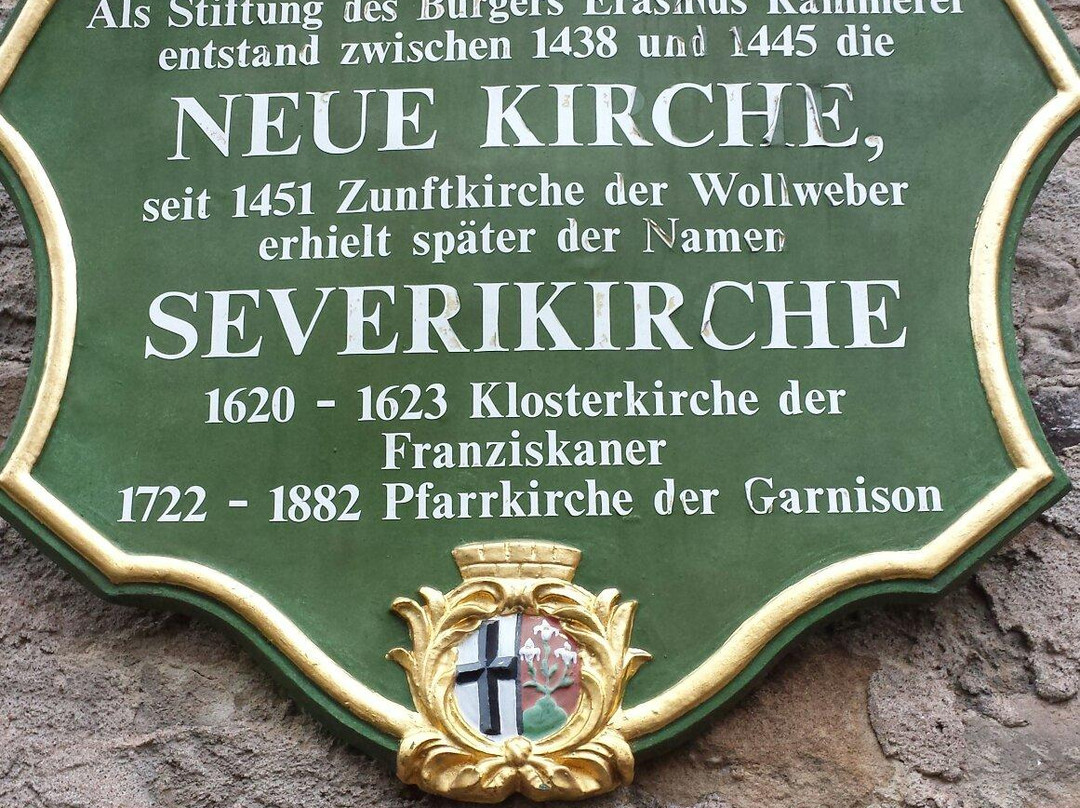 Als Stiftung des Bürgers Erasmus Kämmerer
entstand zwischen 1438 und 1445 die
NEUE KIRCHE,
seit 1451 Zunftkirche der Wollweber
erhielt später der Namen
SEVERIKIRCHE
1620 - 1623 Klosterkirche der
Franziskaner
1722 - 1882 Pfarrkirche der Garnison